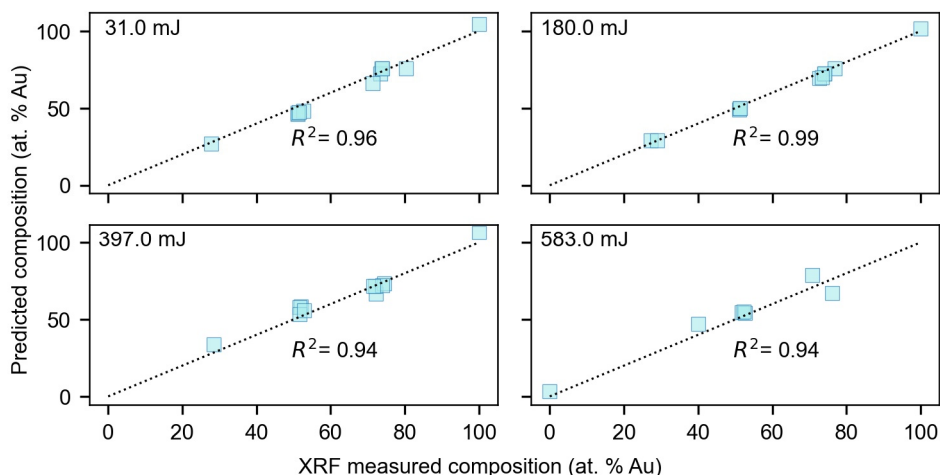 31.0 mJ
180.0 mJ
100
50
0
R²= 0.96
R²= 0.99
397.0 mJ
583.0 mJ
100
50
0
R²= 0.94
R²= 0.94
0 20 40 60 80 100
0 20 40 60 80 100
Predicted composition (at. % Au)
XRF measured composition (at. % Au)